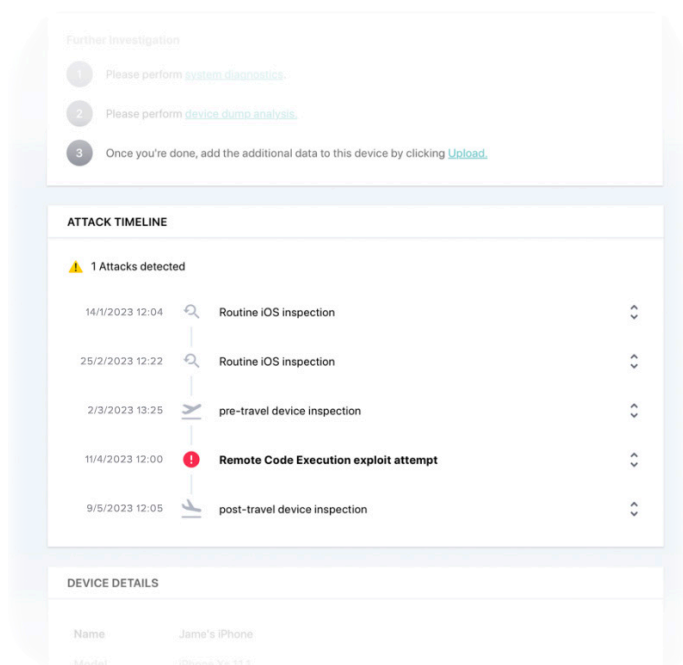 Further Investigation
1 Please perform system diagnostics.
2 Please perform device dump analysis.
3 Once you're done, add the additional data to this device by clicking Upload.
ATTACK TIMELINE
1 Attacks detected
14/1/2023 12:04 Routine iOS inspection
25/2/2023 12:22 Routine iOS inspection
2/3/2023 13:25 pre-travel device inspection
11/4/2023 12:00 Remote Code Execution exploit attempt
9/5/2023 12:05 post-travel device inspection
DEVICE DETAILS
Name Jame's iPhone
Model